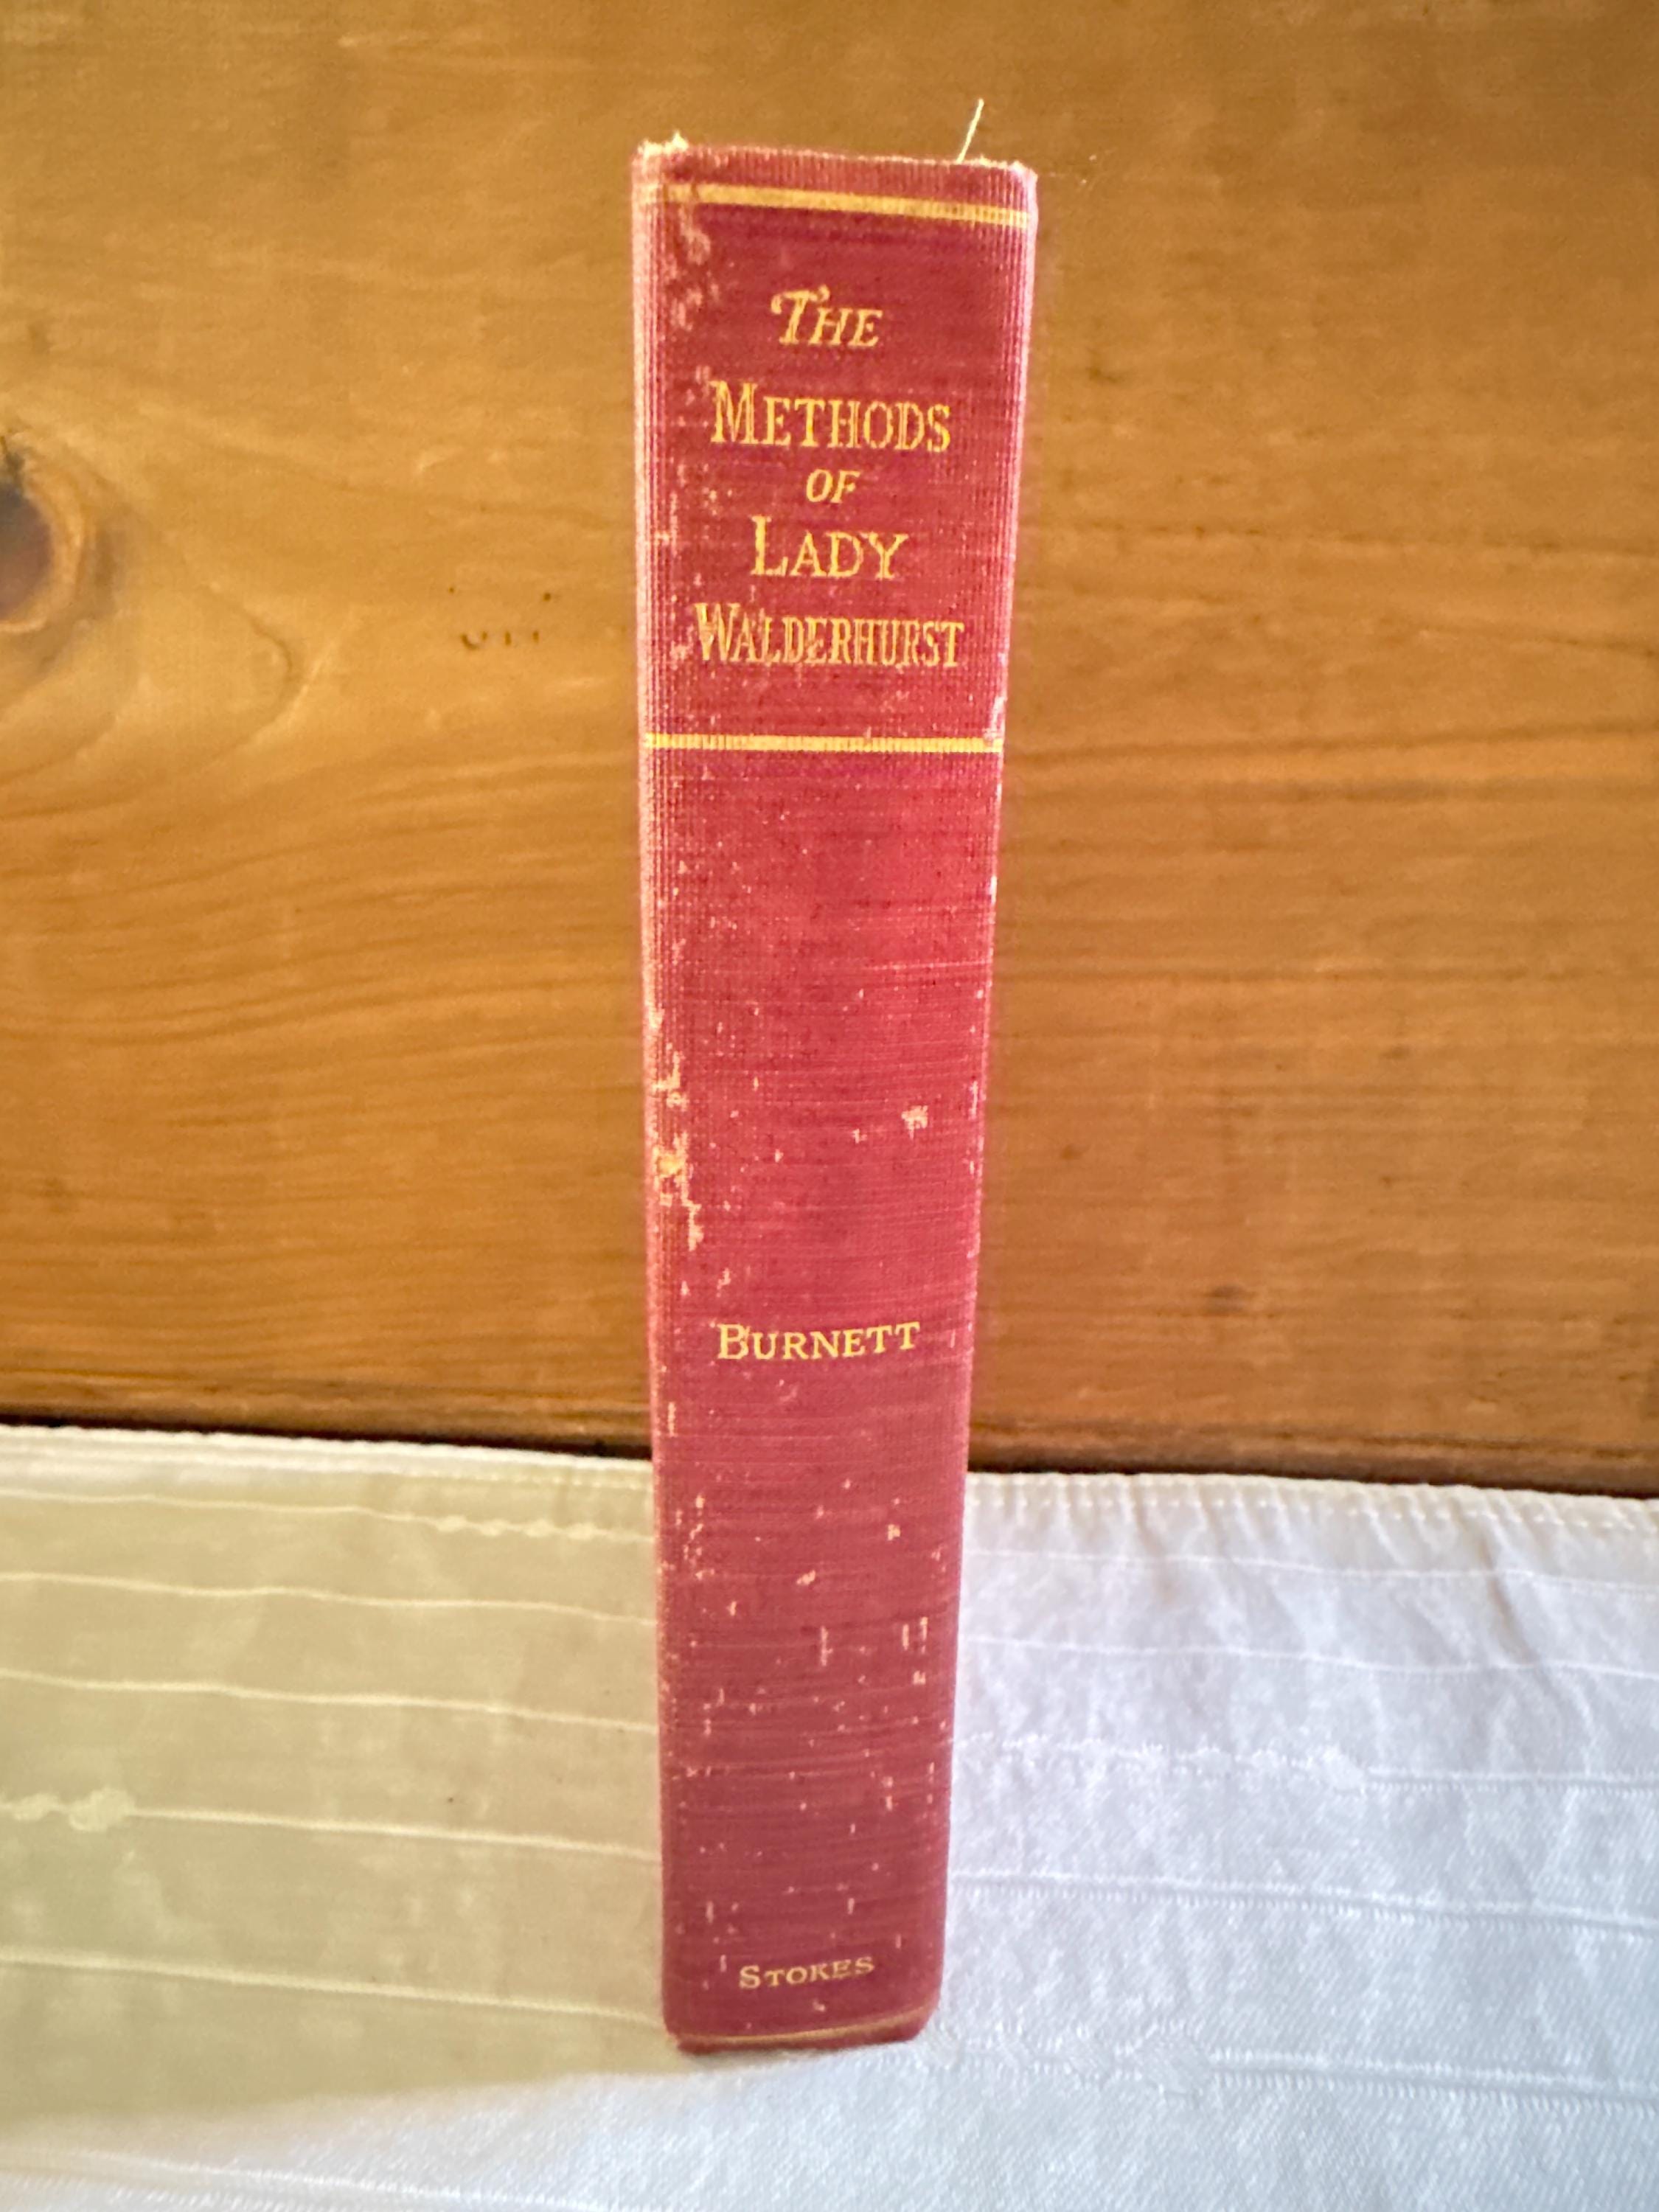 The
Methods
of
Lady
Walderhurst
Burnett
Stokes